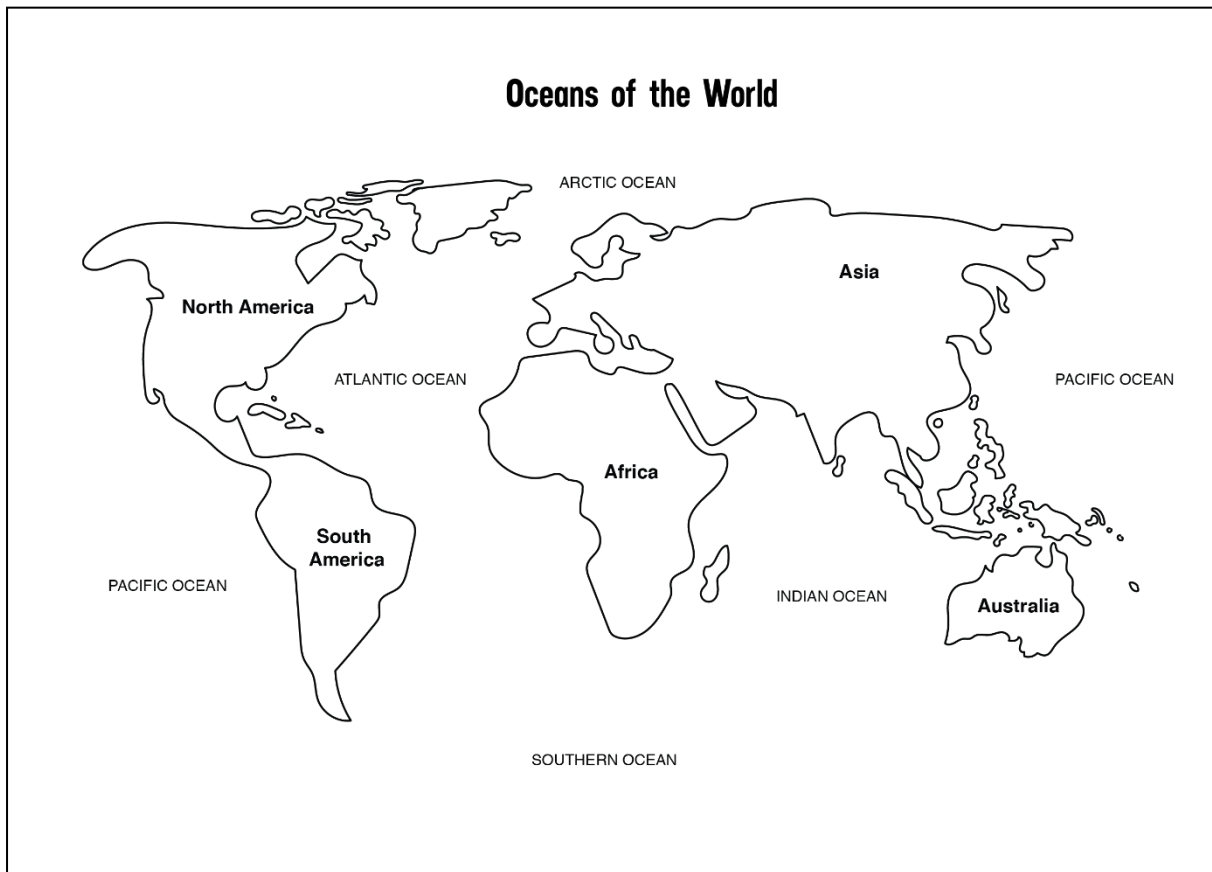 Oceans of the World
ARCTIC OCEAN
Asia
North America
ATLANTIC OCEAN
PACIFIC OCEAN
Africa
South
America
PACIFIC OCEAN
INDIAN OCEAN
Australia
SOUTHERN OCEAN